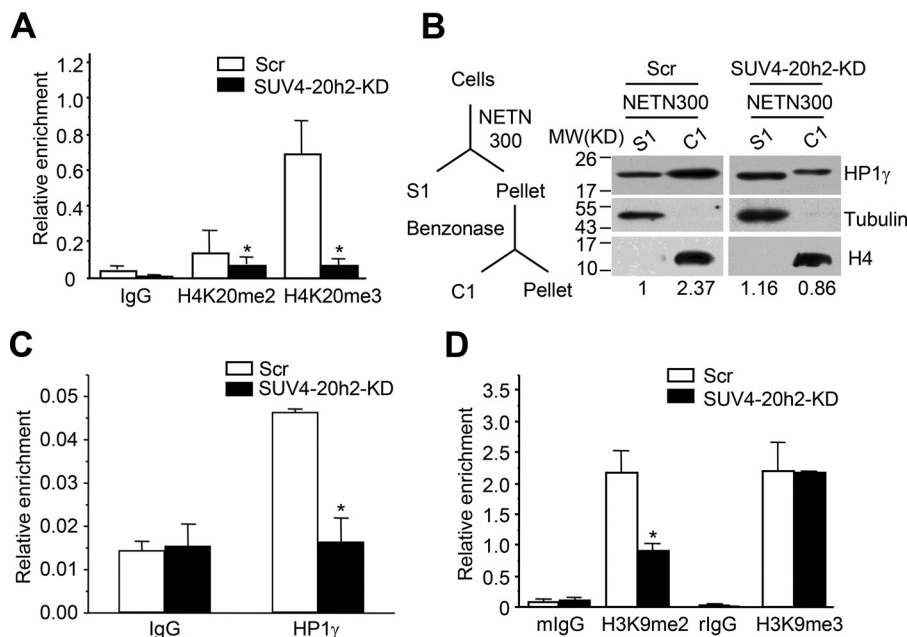 A
Relative enrichment
1.2
1.0
0.8
0.6
0.4
0.2
0
Scr
SUV4-20h2-KD
*
*
IgG H4K20me2 H4K20me3
B
Cells
NETN
300
S1 Pellet
Benzonase
C1 Pellet
Scr SUV4-20h2-KD
NETN300 NETN300
MW(KD) S1 C1 S1 C1
26
17
HP1γ
55
43
Tubulin
17
10
H4
1 2.37 1.16 0.86
C
Relative enrichment
0.05
0.04
0.03
0.02
0.01
0.00
Scr
SUV4-20h2-KD
*
IgG HP1γ
D
Relative enrichment
3.5
3.0
2.5
2.0
1.5
1.0
0.5
0
Scr
SUV4-20h2-KD
*
mIgG H3K9me2 rIgG H3K9me3